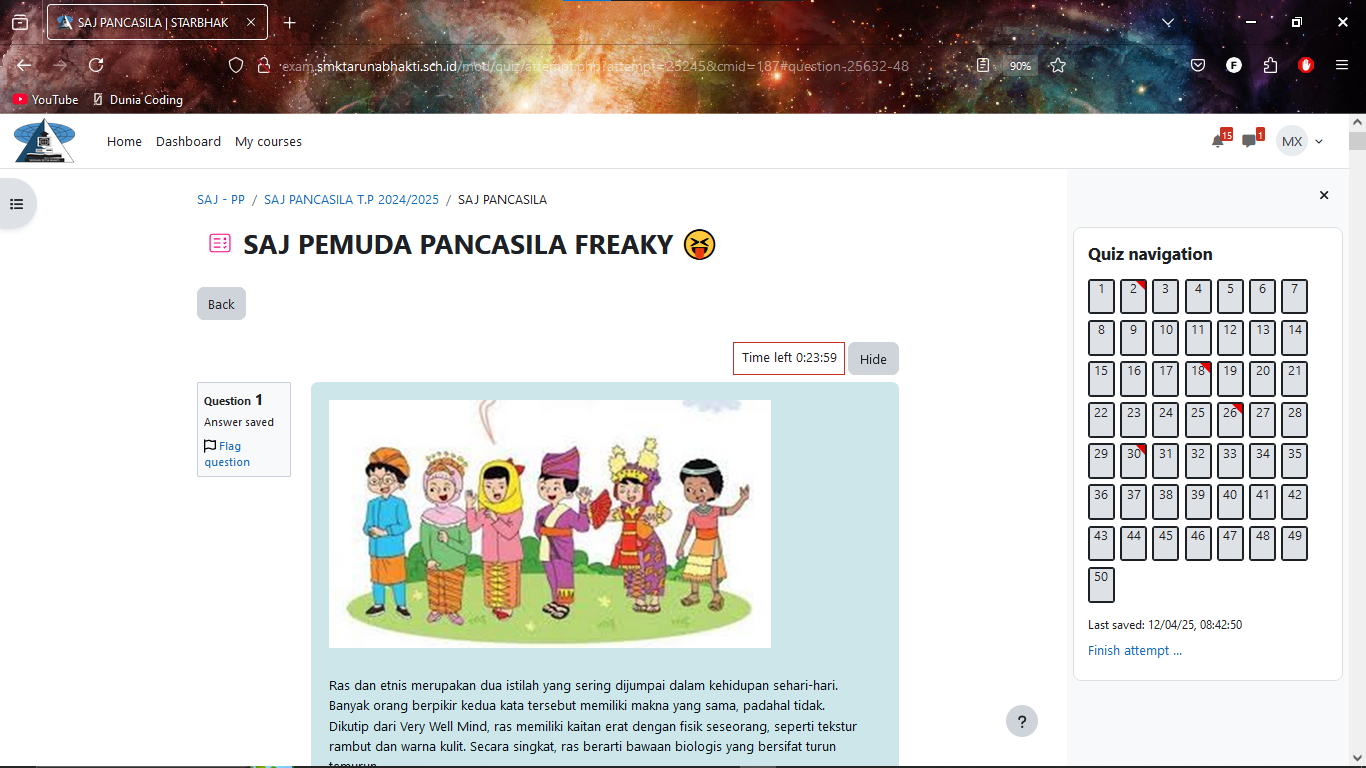 SAJ PANCASILA | STARBHAK
exam.smktarunabhakti.sch.id/mod/quiz/attempt.php?attempt=25245&cmid=187#question-25632-48
90%
YouTube
Dunia Coding
Home
Dashboard
My courses
15
1
MX
SAJ - PP / SAJ PANCASILA T.P 2024/2025 / SAJ PANCASILA
SAJ PEMUDA PANCASILA FREAKY 😝
Back
Time left 0:23:59
Hide
Question 1
Answer saved
Flag
question
Ras dan etnis merupakan dua istilah yang sering dijumpai dalam kehidupan sehari-hari.
Banyak orang berpikir kedua kata tersebut memiliki makna yang sama, padahal tidak.
Dikutip dari Very Well Mind, ras memiliki kaitan erat dengan fisik seseorang, seperti tekstur
rambut dan warna kulit. Secara singkat, ras berarti bawaan biologis yang bersifat turun
temurun.
Quiz navigation
1 2 3 4 5 6 7
8 9 10 11 12 13 14
15 16 17 18 19 20 21
22 23 24 25 26 27 28
29 30 31 32 33 34 35
36 37 38 39 40 41 42
43 44 45 46 47 48 49
50
Last saved: 12/04/25, 08:42:50
Finish attempt ...
?